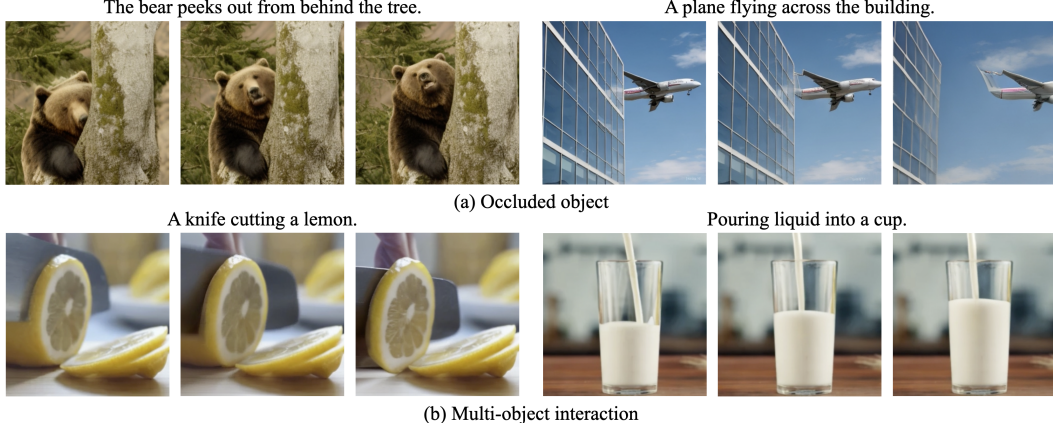 The bear peeks out from behind the tree.
A plane flying across the building.
(a) Occluded object
A knife cutting a lemon.
Pouring liquid into a cup.
(b) Multi-object interaction